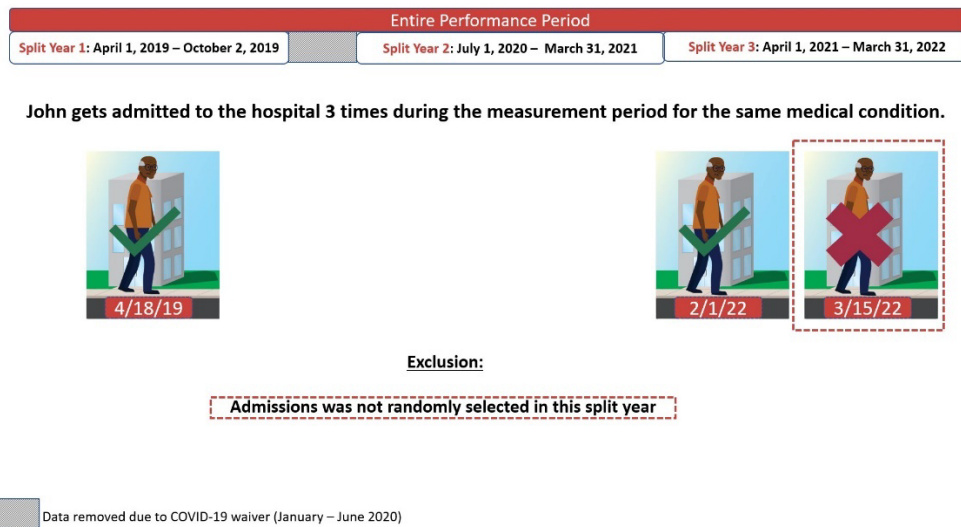 Entire Performance Period
Split Year 1: April 1, 2019 – October 2, 2019
Split Year 2: July 1, 2020 – March 31, 2021
Split Year 3: April 1, 2021 – March 31, 2022
John gets admitted to the hospital 3 times during the measurement period for the same medical condition.
4/18/19
2/1/22
3/15/22
Exclusion:
Admissions was not randomly selected in this split year
Data removed due to COVID-19 waiver (January – June 2020)